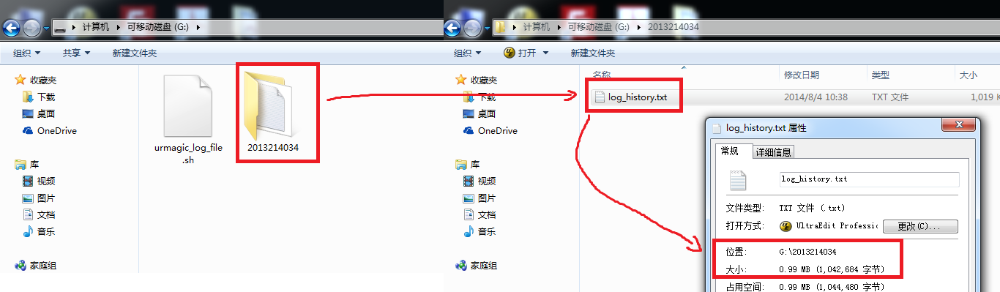 计算机 可移动磁盘 (G:)
组织 共享 新建文件夹
收藏夹
下载
桌面
OneDrive
库
视频
图片
文档
音乐
家庭组
urmagic_log_file
.sh
2013214034
计算机 可移动磁盘 (G:) 2013214034
组织 打开 新建文件夹
收藏夹
下载
桌面
OneDrive
库
视频
图片
文档
音乐
家庭组
名称 修改日期 类型 大小
log_history.txt 2014/8/4 10:38 TXT 文件 1,019
log_history.txt 属性
常规 详细信息
log_history.txt
文件类型: TXT 文件 (.txt)
打开方式: UltraEdit Professio 更改(C)...
位置: G:\2013214034
大小: 0.99 MB (1,042,684 字节)
占用空间: 0.99 MB (1,044,480 字节)